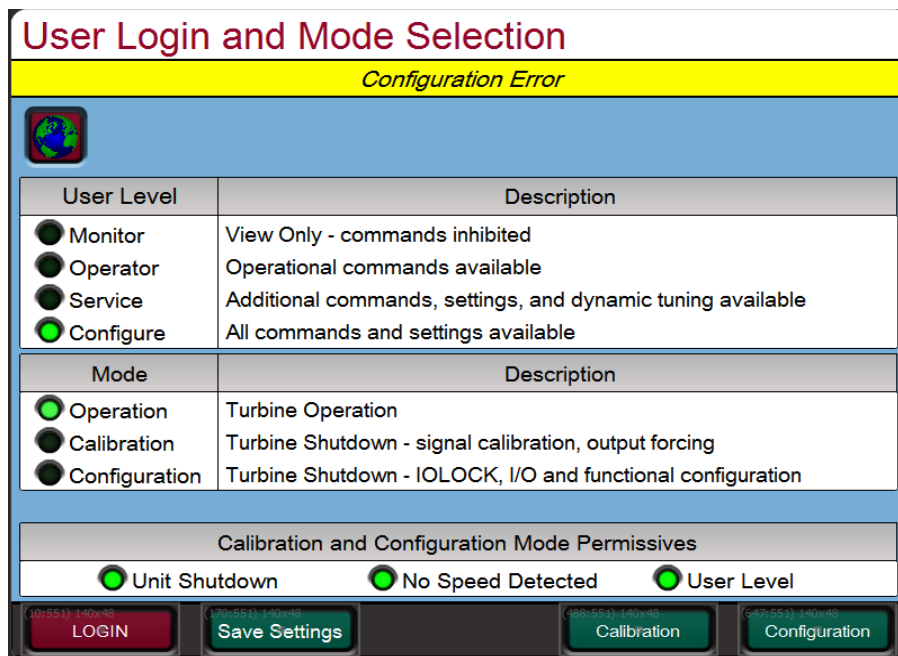 User Login and Mode Selection
Configuration Error
User Level Description
Monitor View Only - commands inhibited
Operator Operational commands available
Service Additional commands, settings, and dynamic tuning available
Configure All commands and settings available
Mode Description
Operation Turbine Operation
Calibration Turbine Shutdown - signal calibration, output forcing
Configuration Turbine Shutdown - IOLOCK, I/O and functional configuration
Calibration and Configuration Mode Permissives
Unit Shutdown No Speed Detected User Level
(10:551) 140x48 (170:551) 140x48 (488:551) 140x48 (647:551) 140x48
LOGIN Save Settings Calibration Configuration